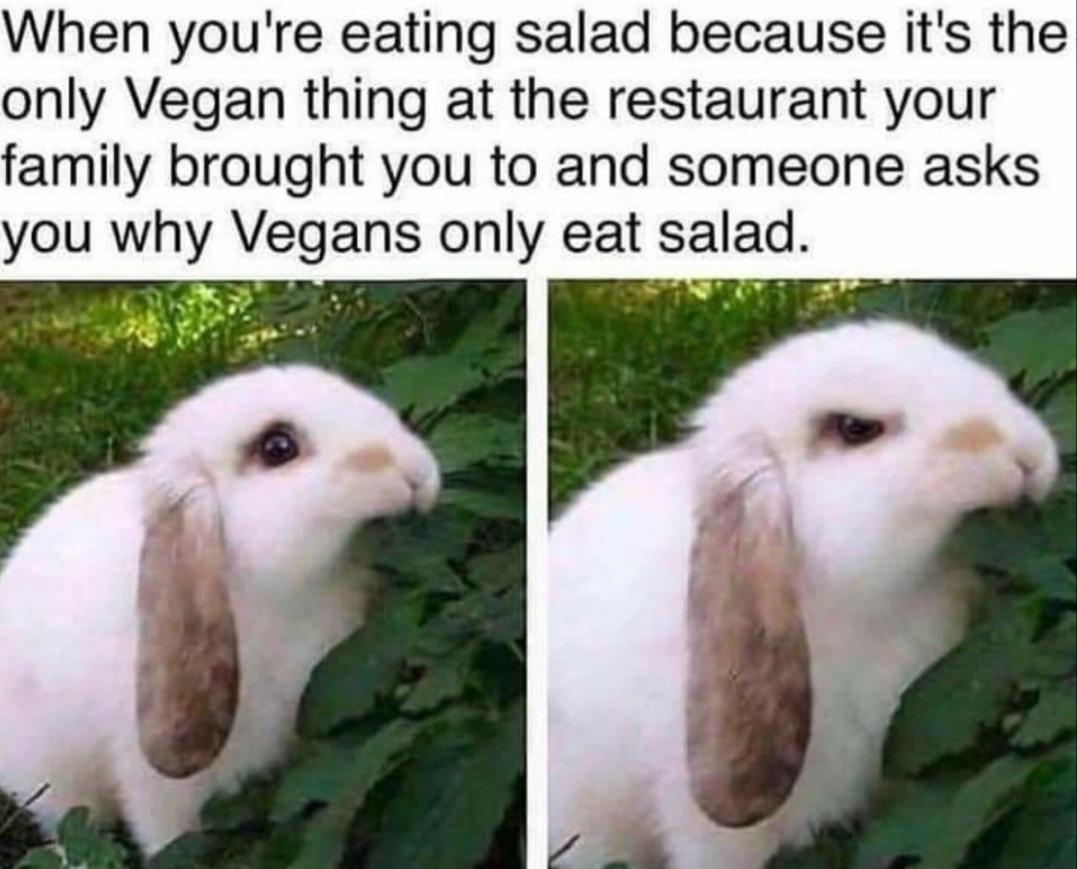 When you're eating salad because it's the
only Vegan thing at the restaurant your
family brought you to and someone asks
you why Vegans only eat salad.